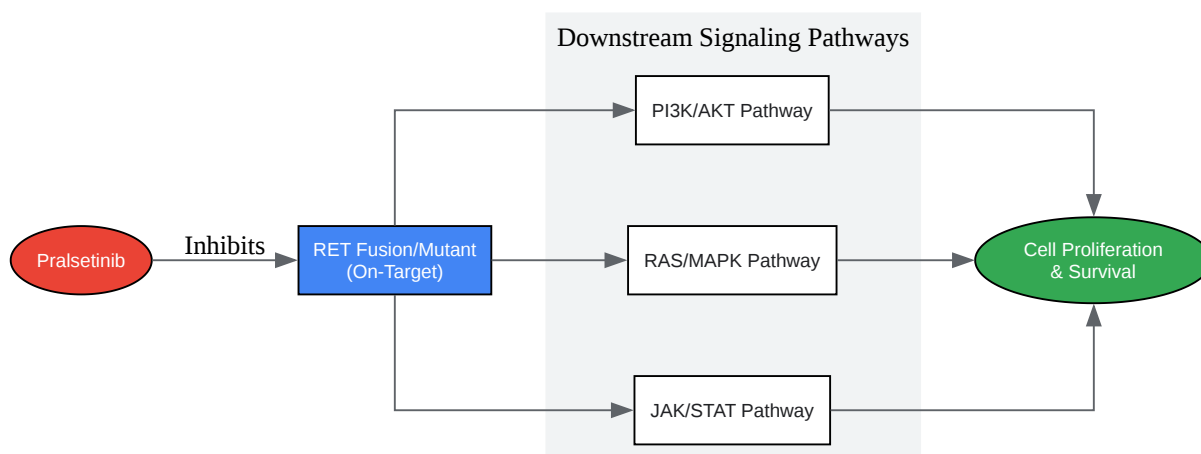 Downstream Signaling Pathways
PI3K/AKT Pathway
Pralsetinib
Inhibits
RET Fusion/Mutant
(On-Target)
RAS/MAPK Pathway
Cell Proliferation
& Survival
JAK/STAT Pathway